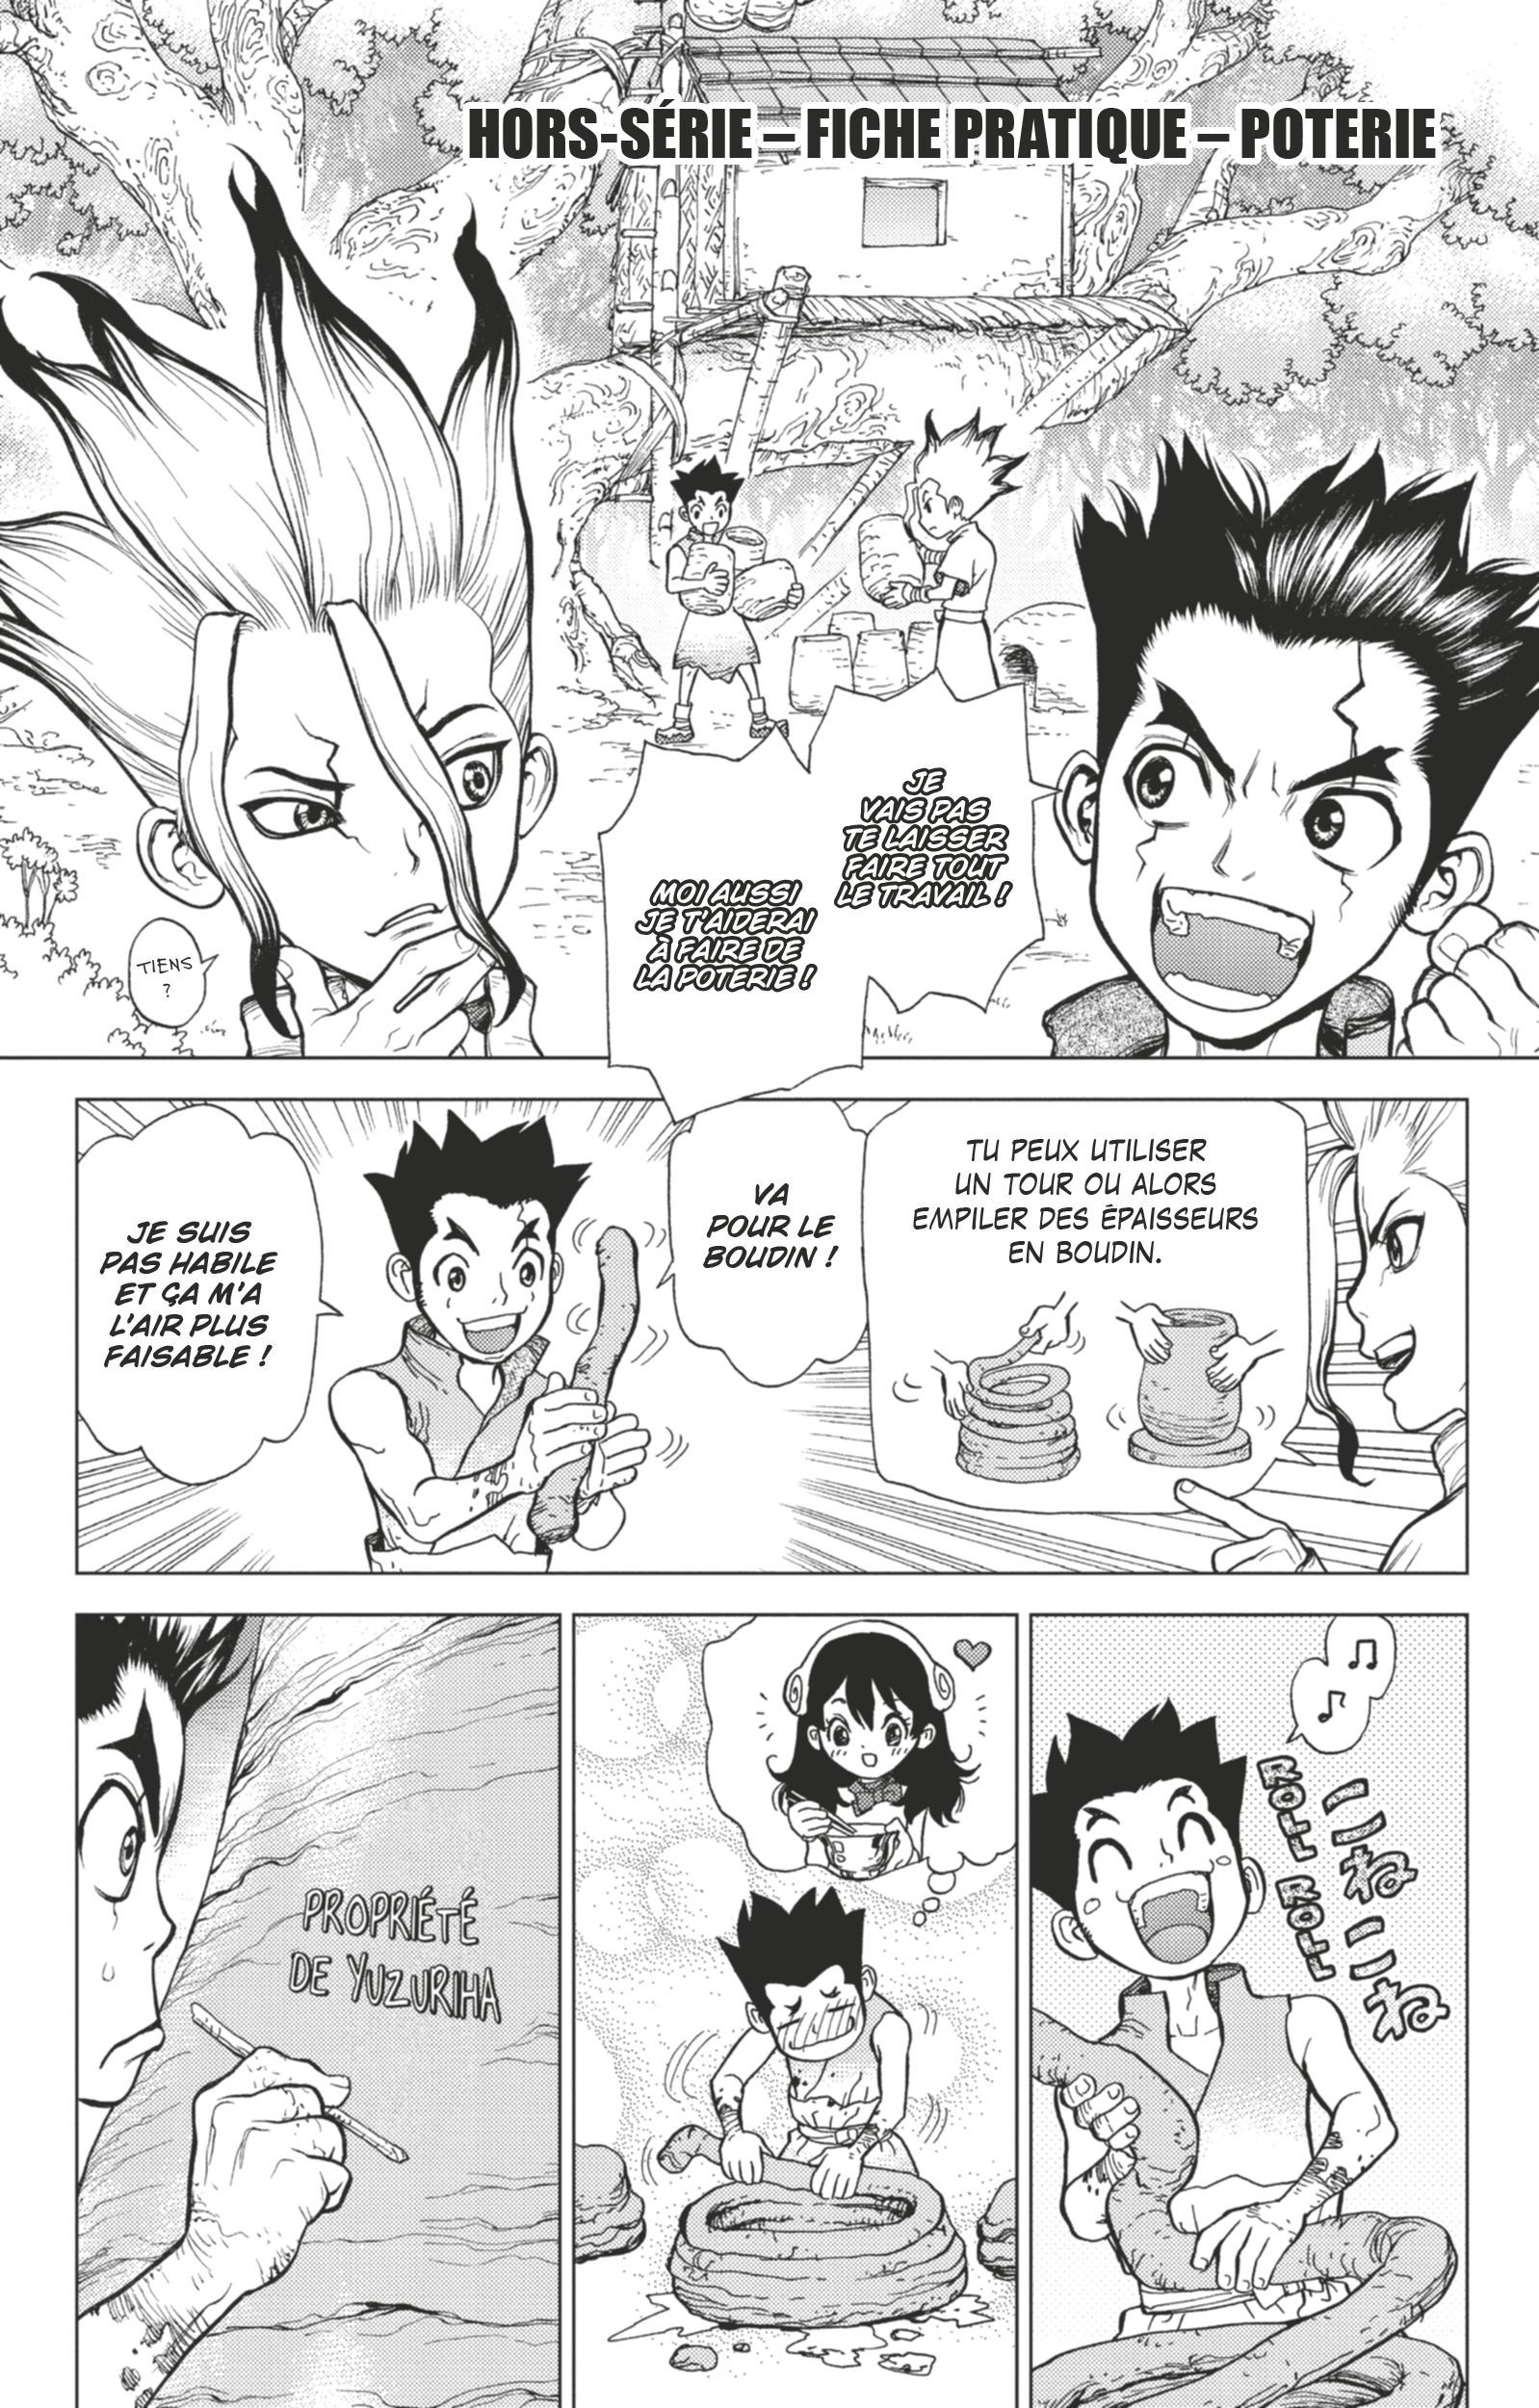 HORS-SÉRIE – FICHE PRATIQUE – POTERIE
JE
VAIS PAS
TE LAISSER
FAIRE TOUT
LE TRAVAIL !
MOI AUSSI
JE T'AIDERAI
À FAIRE DE
LA POTERIE !
TIENS
?
TU PEUX UTILISER
UN TOUR OU ALORS
EMPILER DES ÉPAISSEURS
EN BOUDIN.
VA
POUR LE
BOUDIN !
JE SUIS
PAS HABILE
ET ÇA M'A
L'AIR PLUS
FAISABLE !
こねこね
ROLL ROLL
PROPRIÉTÉ
DE YUZURIHA